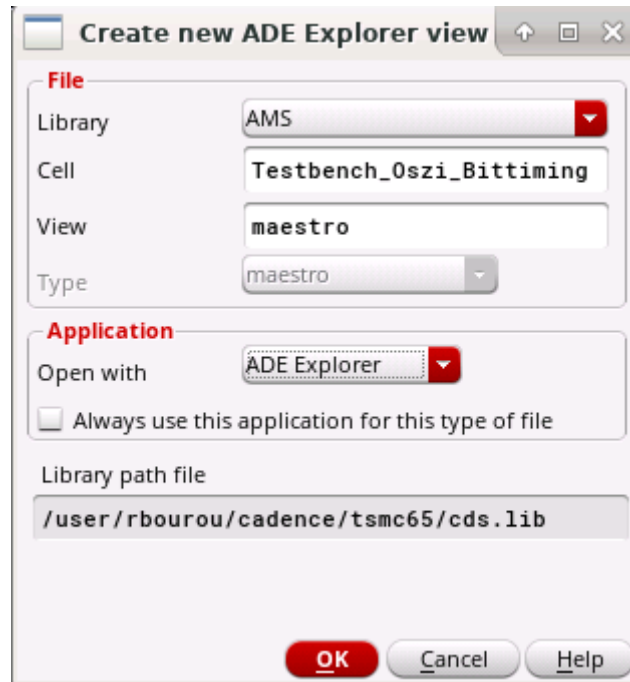 Create new ADE Explorer view
File
Library AMS
Cell Testbench_Oszi_Bittiming
View maestro
Type maestro
Application
Open with ADE Explorer
Always use this application for this type of file
Library path file
/user/rbourou/cadence/tsmc65/cds.lib
OK Cancel Help